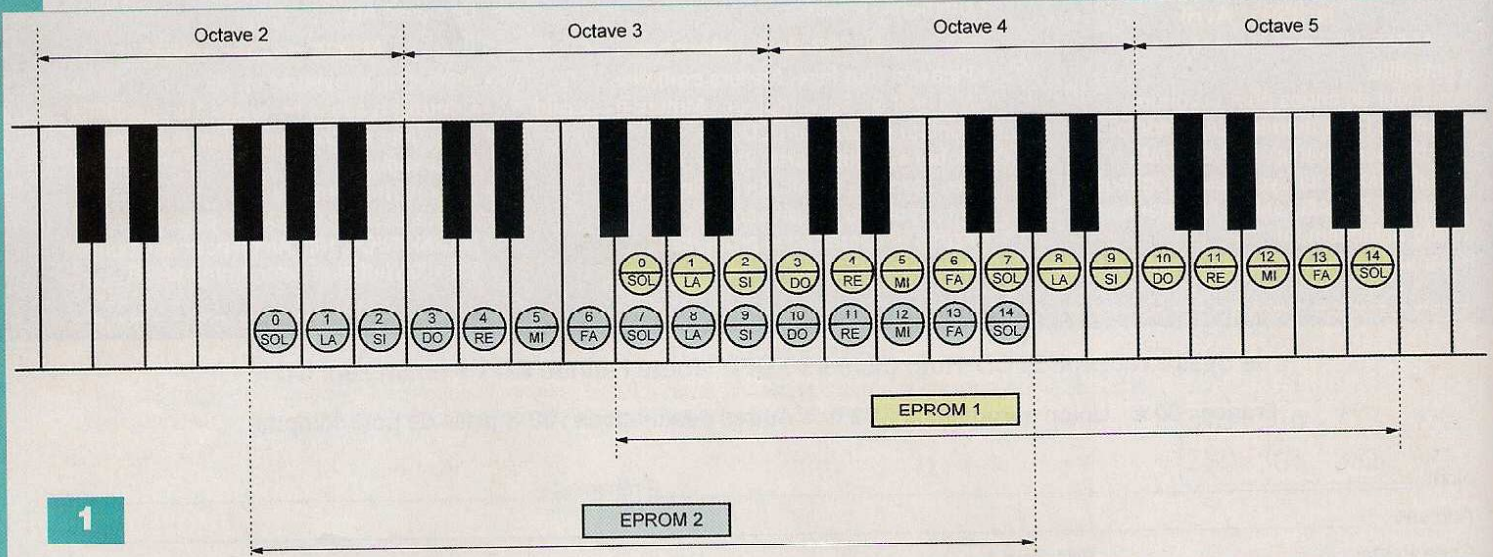 Octave 2 Octave 3 Octave 4 Octave 5
0 1 2 3 4 5 6 7 8 9 10 11 12 13 14
SOL LA SI DO RE MI FA SOL LA SI DO RE MI FA SOL
0 1 2 3 4 5 6 7 8 9 10 11 12 13 14
SOL LA SI DO RE MI FA SOL LA SI DO RE MI FA SOL
EPROM 1
EPROM 2
1